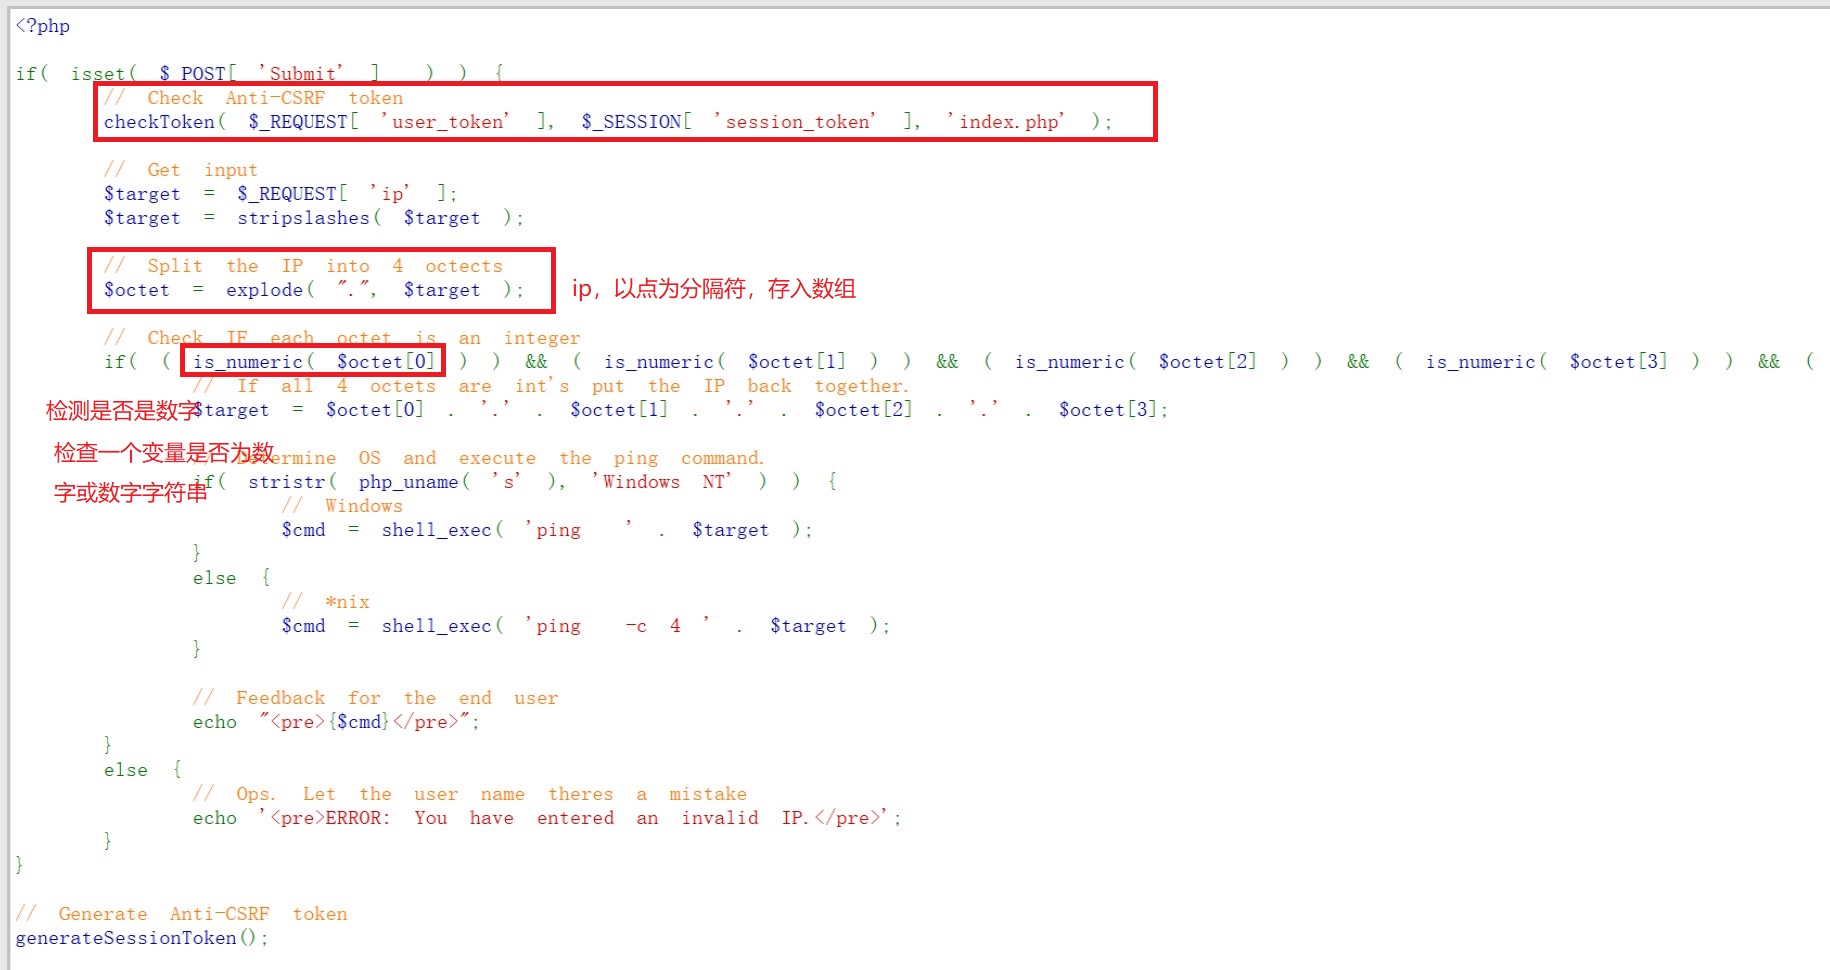 <?php
if( isset( $_POST[ 'Submit' ] ) ) {
// Check Anti-CSRF token
checkToken( $_REQUEST[ 'user_token' ], $_SESSION[ 'session_token' ], 'index.php' );
// Get input
$target = $_REQUEST[ 'ip' ];
$target = stripslashes( $target );
// Split the IP into 4 octects
$octet = explode( ".", $target );
ip，以点为分隔符，存入数组
// Check IF each octet is an integer
if( ( is_numeric( $octet[0] ) ) && ( is_numeric( $octet[1] ) ) && ( is_numeric( $octet[2] ) ) && ( is_numeric( $octet[3] ) ) && (
// If all 4 octets are int's put the IP back together.
检测是否是数字
$target = $octet[0] . '.' . $octet[1] . '.' . $octet[2] . '.' . $octet[3];
检查一个变量是否为数
// Determine OS and execute the ping command.
字或数字字符串
if( stristr( php_uname( 's' ), 'Windows NT' ) ) {
// Windows
$cmd = shell_exec( 'ping ' . $target );
}
else {
// *nix
$cmd = shell_exec( 'ping -c 4 ' . $target );
}
// Feedback for the end user
echo "<pre>{$cmd}</pre>";
}
else {
// Ops. Let the user name theres a mistake
echo '<pre>ERROR: You have entered an invalid IP.</pre>';
}
}
// Generate Anti-CSRF token
generateSessionToken();